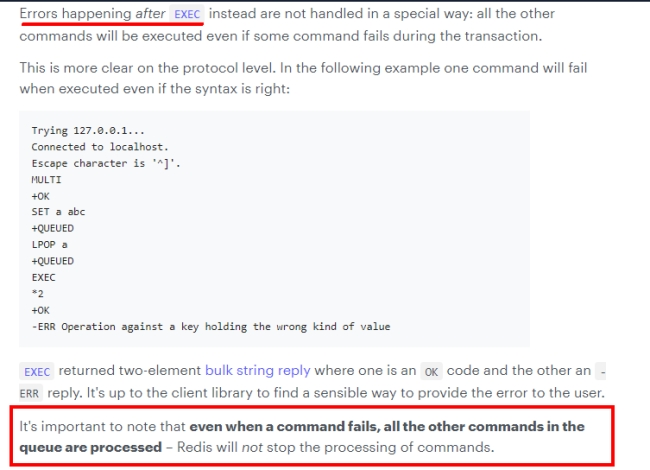 Errors happening after EXEC instead are not handled in a special way: all the other
commands will be executed even if some command fails during the transaction.
This is more clear on the protocol level. In the following example one command will fail
when executed even if the syntax is right:
Trying 127.0.0.1...
Connected to localhost.
Escape character is '^]'.
MULTI
+OK
SET a abc
+QUEUED
LPOP a
+QUEUED
EXEC
*2
+OK
-ERR Operation against a key holding the wrong kind of value
EXEC returned two-element bulk string reply where one is an OK code and the other an -
ERR reply. It's up to the client library to find a sensible way to provide the error to the user.
It's important to note that even when a command fails, all the other commands in the
queue are processed – Redis will not stop the processing of commands.